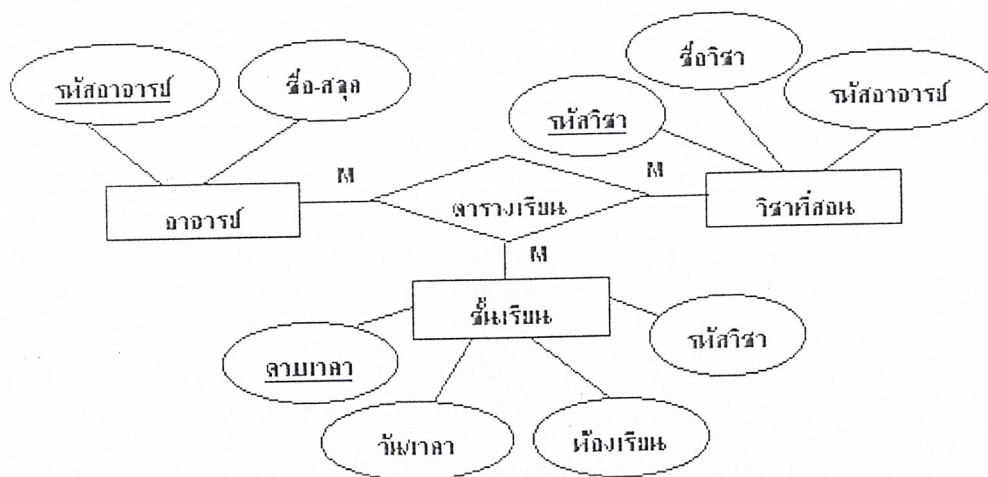 ชื่อวิชา
รหัสอาจารย์
ชื่อ-สกุล
รหัสอาจารย์
รหัสวิชา
M
M
อาจารย์
ตารางเรียน
วิชาที่สอน
M
ชั้นเรียน
รหัสวิชา
คาบเวลา
วัน/เวลา
ห้องเรียน